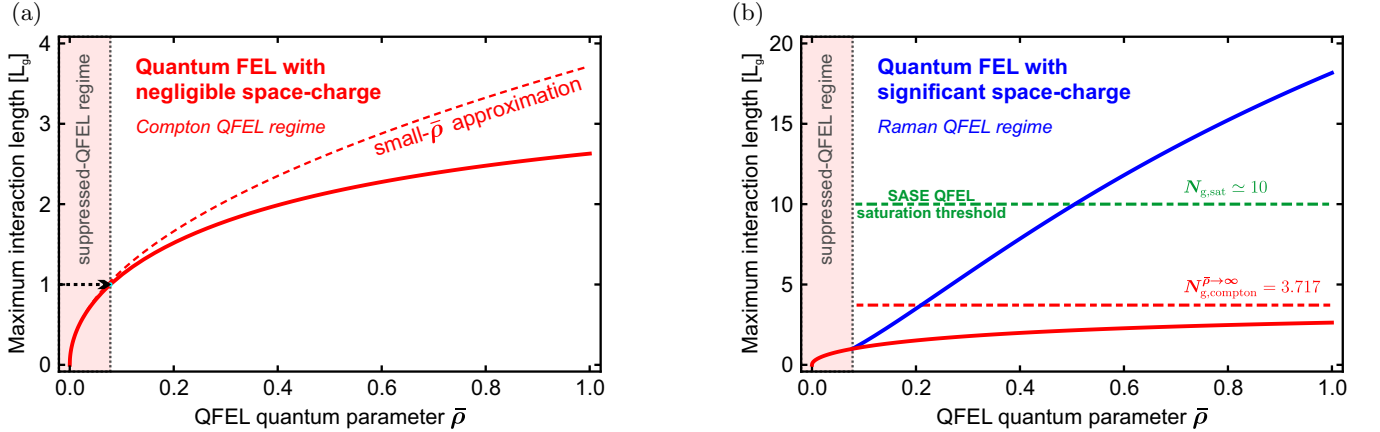 (a)
Maximum interaction length [L_g]
4
3
2
1
0
suppressed-QFEL regime
Quantum FEL with
negligible space-charge
Compton QFEL regime
small-ρ̄ approximation
0.0 0.2 0.4 0.6 0.8 1.0
QFEL quantum parameter ρ̄
(b)
Maximum interaction length [L_g]
20
15
10
5
0
suppressed-QFEL regime
Quantum FEL with
significant space-charge
Raman QFEL regime
SASE QFEL
saturation threshold
N_g,sat ≃ 10
N_g,compton^ρ̄→∞ = 3.717
0.0 0.2 0.4 0.6 0.8 1.0
QFEL quantum parameter ρ̄